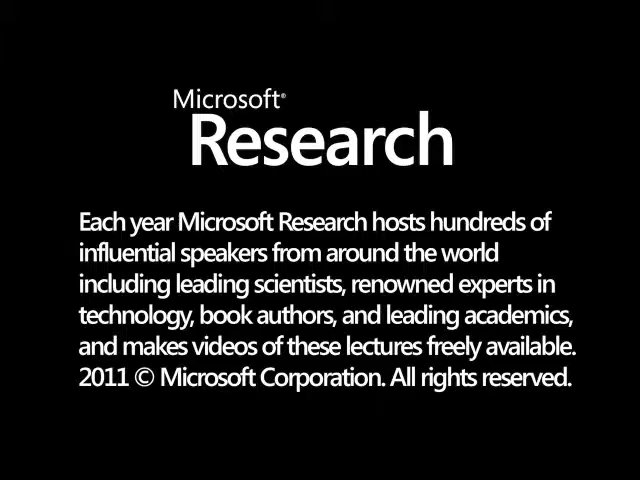 Microsoft®
Research
Each year Microsoft Research hosts hundreds of
influential speakers from around the world
including leading scientists, renowned experts in
technology, book authors, and leading academics,
and makes videos of these lectures freely available.
2011 © Microsoft Corporation. All rights reserved.